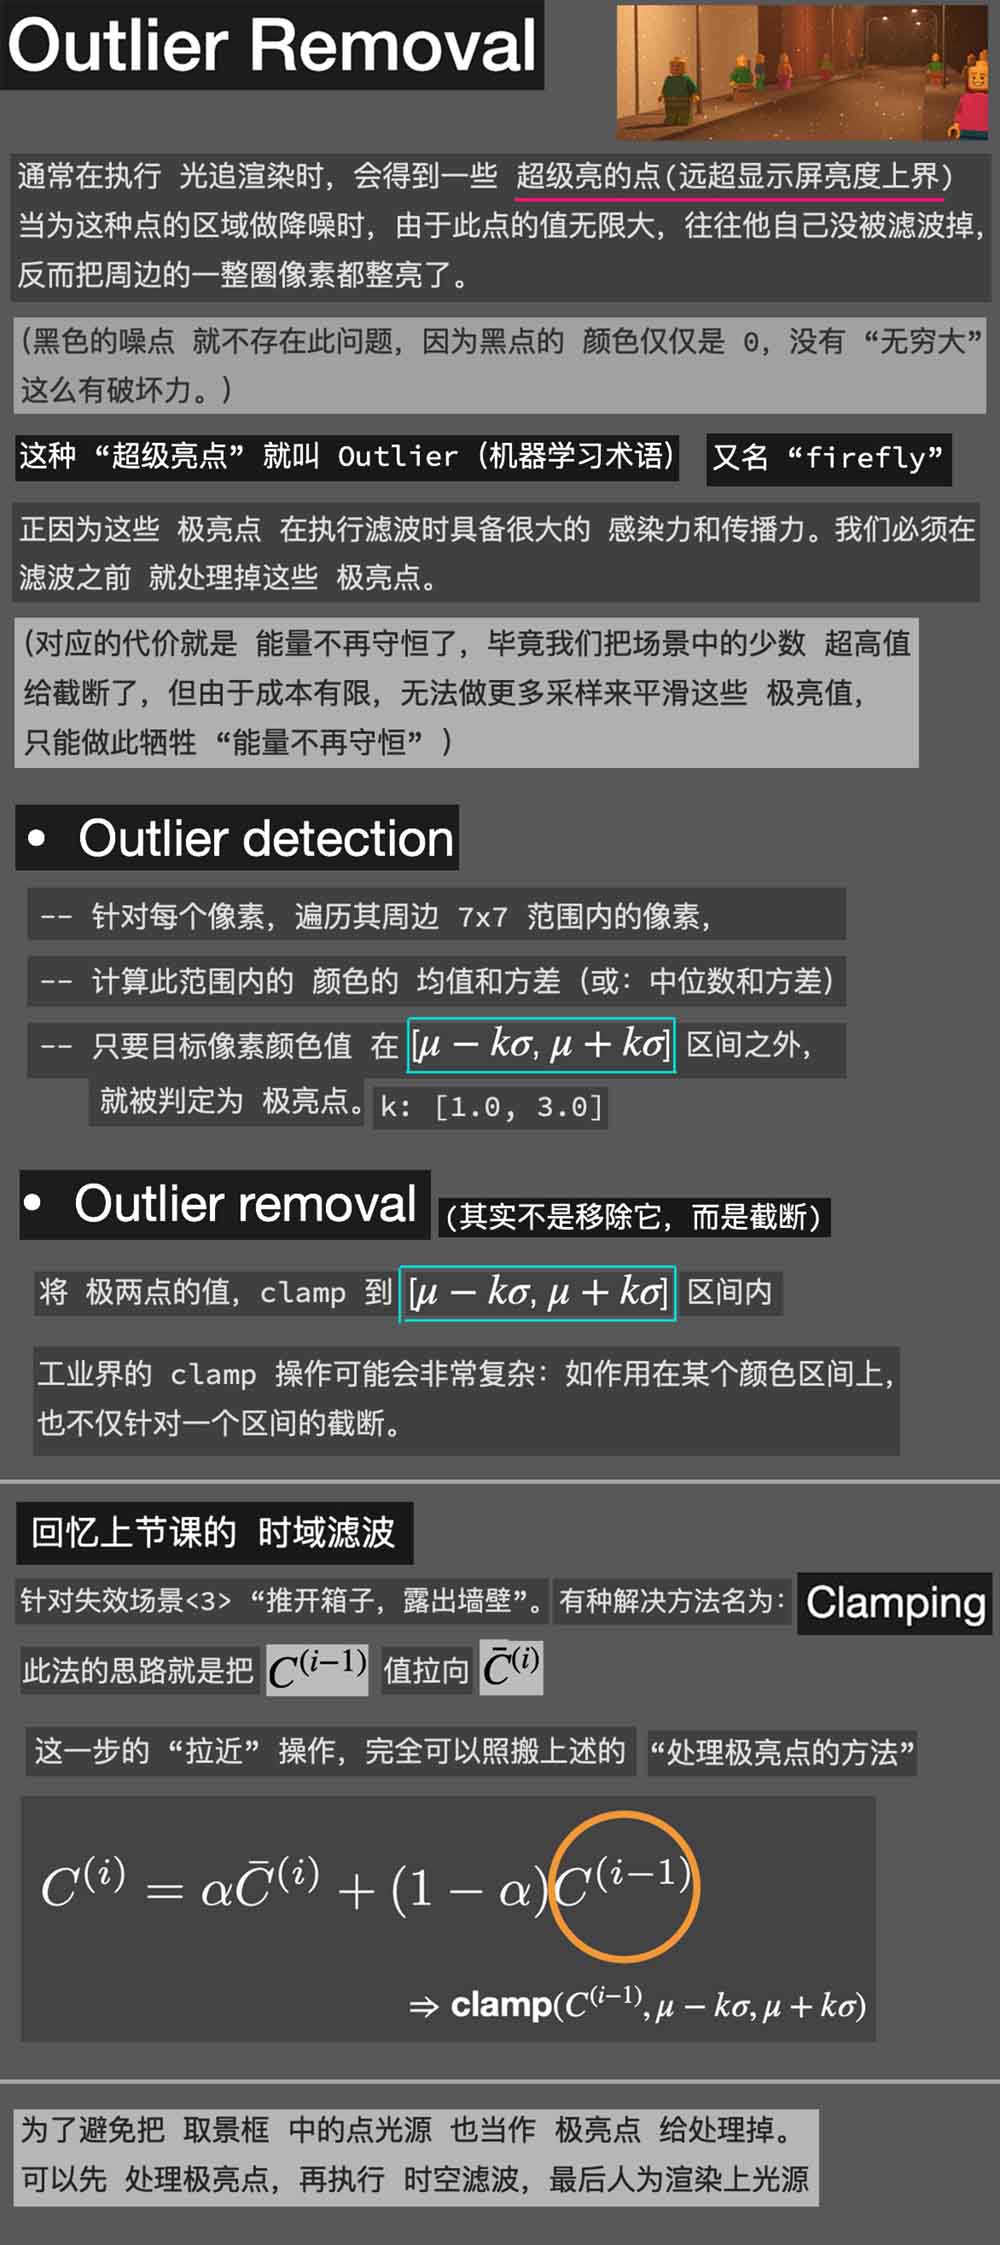 Outlier Removal
通常在执行 光追渲染时，会得到一些 超级亮的点(远超显示屏亮度上界)
当为这种点的区域做降噪时，由于此点的值无限大，往往他自己没被滤波掉，
反而把周边的一整圈像素都整亮了。
(黑色的噪点 就不存在此问题，因为黑点的 颜色仅仅是 0，没有 “无穷大”
这么有破坏力。)
这种 “超级亮点” 就叫 Outlier (机器学习术语) 又名 “firefly”
正因为这些 极亮点 在执行滤波时具备很大的 感染力和传播力。我们必须在
滤波之前 就处理掉这些 极亮点。
(对应的代价就是 能量不再守恒了，毕竟我们把场景中的少数 超高值
给截断了，但由于成本有限，无法做更多采样来平滑这些 极亮值，
只能做此牺牲 “能量不再守恒” )
• Outlier detection
-- 针对每个像素，遍历其周边 7x7 范围内的像素，
-- 计算此范围内的 颜色的 均值和方差 (或：中位数和方差)
-- 只要目标像素颜色值 在 [μ − kσ, μ + kσ] 区间之外，
就被判定为 极亮点。 k: [1.0, 3.0]
• Outlier removal (其实不是移除它，而是截断)
将 极两点的值，clamp 到 [μ − kσ, μ + kσ] 区间内
工业界的 clamp 操作可能会非常复杂：如作用在某个颜色区间上，
也不仅针对一个区间的截断。
回忆上节课的 时域滤波
针对失效场景<3> “推开箱子，露出墙壁”。 有种解决方法名为： Clamping
此法的思路就是把 C^(i−1) 值拉向 C̄^(i)
这一步的 “拉近” 操作，完全可以照搬上述的 “处理极亮点的方法”
C^(i) = αC̄^(i) + (1 − α)C^(i−1)
⇒ clamp(C^(i−1), μ − kσ, μ + kσ)
为了避免把 取景框 中的点光源 也当作 极亮点 给处理掉。
可以先 处理极亮点，再执行 时空滤波，最后人为渲染上光源